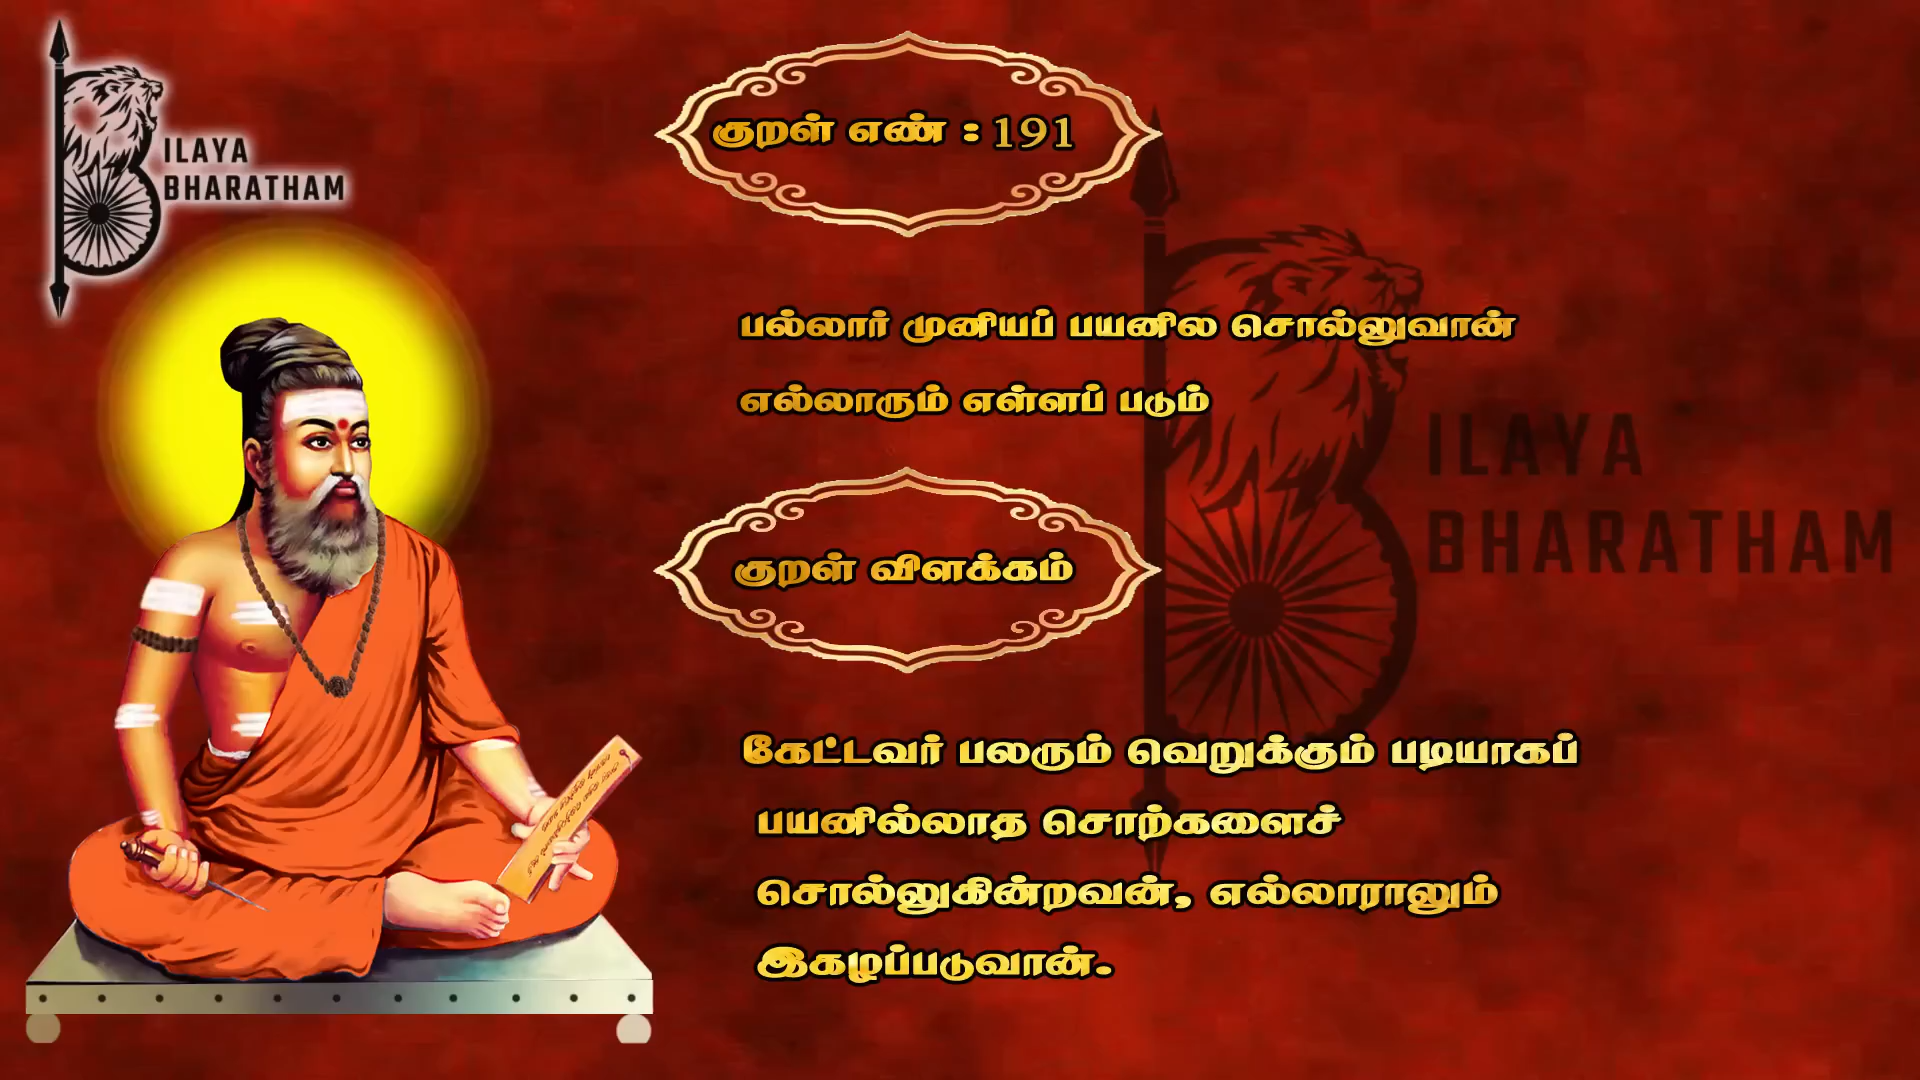 ILAYA
BHARATHAM
குறள் எண் : 191
பல்லார் முனியப் பயனில சொல்லுவான்
எல்லாரும் எள்ளப் படும்
ILAYA
BHARATHAM
குறள் விளக்கம்
கேட்டவர் பலரும் வெறுக்கும் படியாகப்
பயனில்லாத சொற்களைச்
சொல்லுகின்றவன், எல்லாராலும்
இகழப்படுவான்.